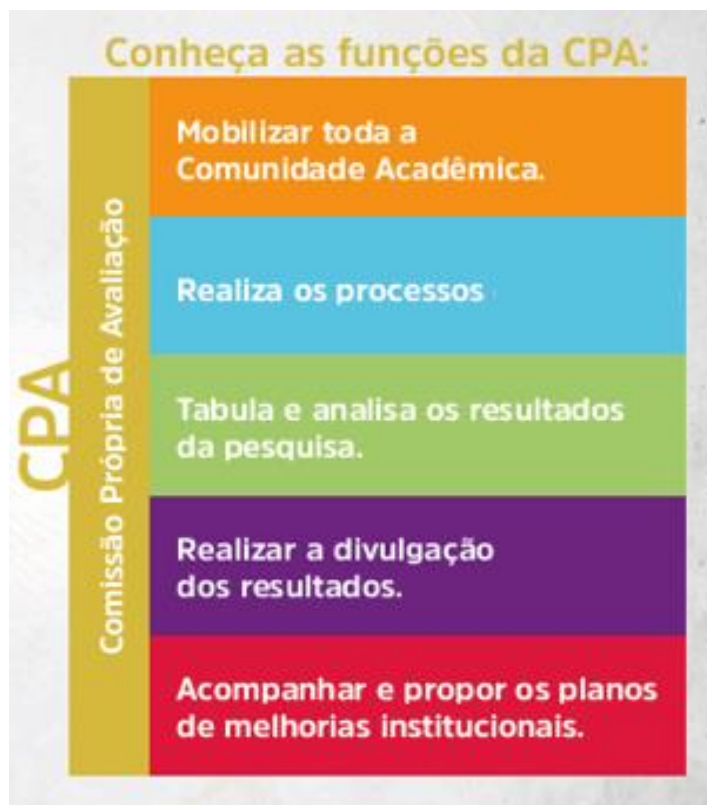 Conheça as funções da CPA:
CPA
Comissão Própria de Avaliação
Mobilizar toda a
Comunidade Acadêmica.
Realiza os processos
Tabula e analisa os resultados
da pesquisa.
Realizar a divulgação
dos resultados.
Acompanhar e propor os planos
de melhorias institucionais.